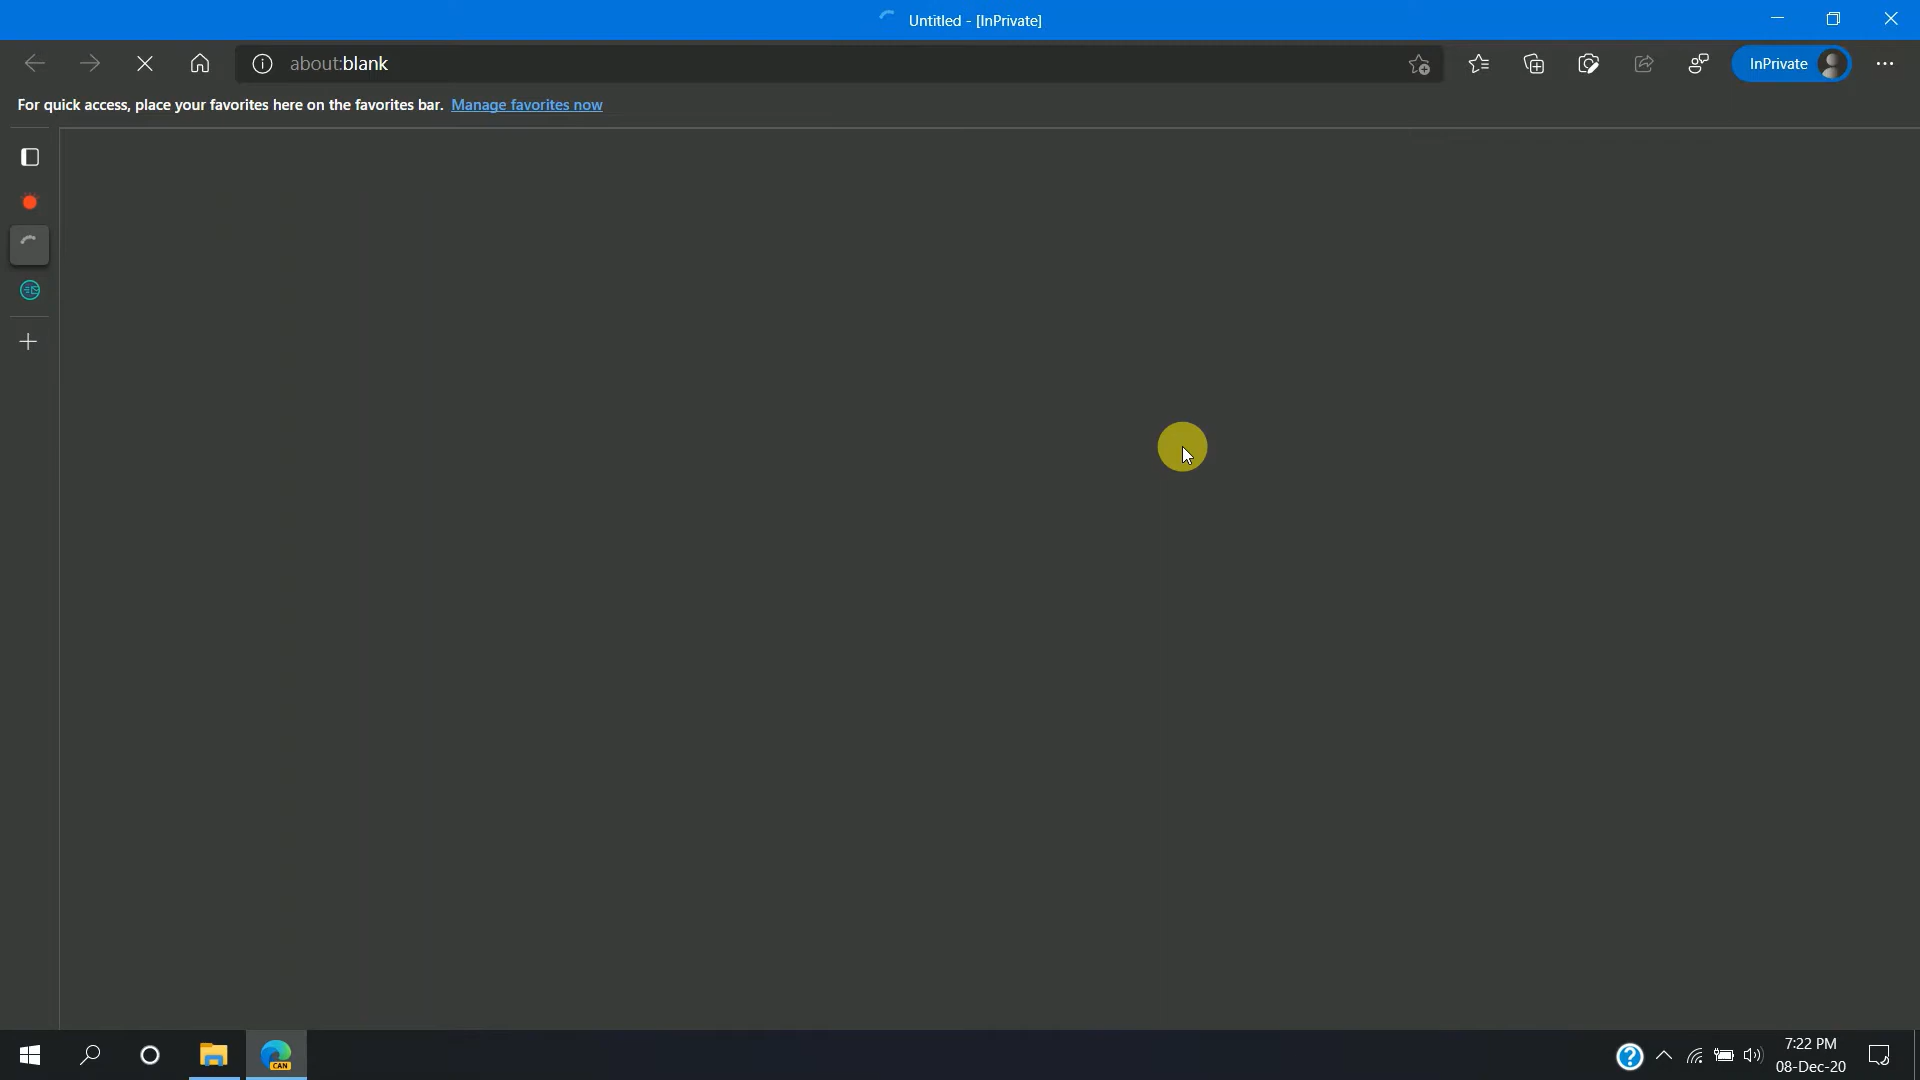 Untitled - [InPrivate]
about:blank
InPrivate
For quick access, place your favorites here on the favorites bar. Manage favorites now
CAN
7:22 PM
08-Dec-20